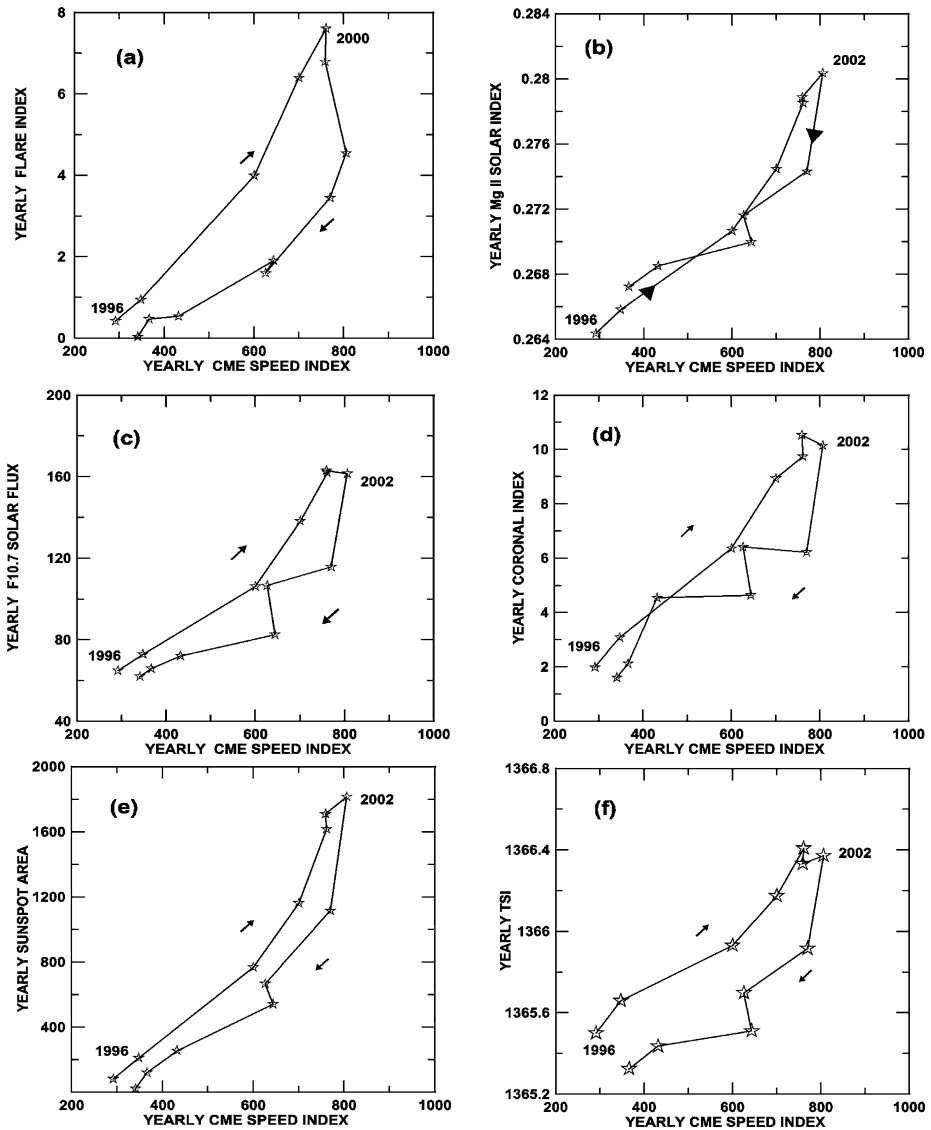 (a)
8
6
4
2
0
YEARLY FLARE INDEX
2000
1996
200 400 600 800 1000
YEARLY CME SPEED INDEX
(b)
0.284
0.28
0.276
0.272
0.268
0.264
YEARLY Mg II SOLAR INDEX
2002
1996
200 400 600 800 1000
YEARLY CME SPEED INDEX
(c)
200
160
120
80
40
YEARLY F10.7 SOLAR FLUX
2002
1996
200 400 600 800 1000
YEARLY CME SPEED INDEX
(d)
12
10
8
6
4
2
0
YEARLY CORONAL INDEX
2002
1996
200 400 600 800 1000
YEARLY CME SPEED INDEX
(e)
2000
1600
1200
800
400
YEARLY SUNSPOT AREA
2002
1996
200 400 600 800 1000
YEARLY CME SPEED INDEX
(f)
1366.8
1366.4
1366
1365.6
1365.2
YEARLY TSI
2002
1996
200 400 600 800 1000
YEARLY CME SPEED INDEX